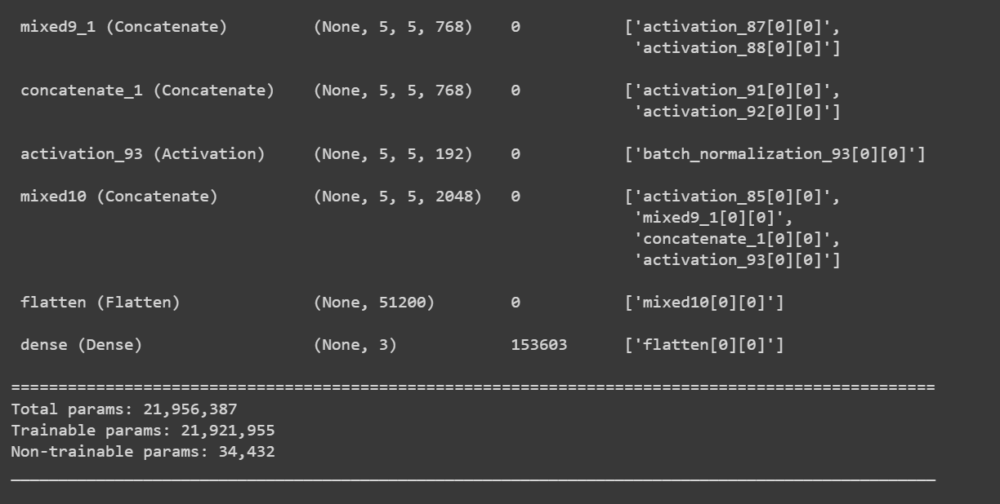 mixed9_1 (Concatenate) (None, 5, 5, 768) 0 ['activation_87[0][0]',
'activation_88[0][0]']
concatenate_1 (Concatenate) (None, 5, 5, 768) 0 ['activation_91[0][0]',
'activation_92[0][0]']
activation_93 (Activation) (None, 5, 5, 192) 0 ['batch_normalization_93[0][0]']
mixed10 (Concatenate) (None, 5, 5, 2048) 0 ['activation_85[0][0]',
'mixed9_1[0][0]',
'concatenate_1[0][0]',
'activation_93[0][0]']
flatten (Flatten) (None, 51200) 0 ['mixed10[0][0]']
dense (Dense) (None, 3) 153603 ['flatten[0][0]']
==================================================================================================
Total params: 21,956,387
Trainable params: 21,921,955
Non-trainable params: 34,432
__________________________________________________________________________________________________